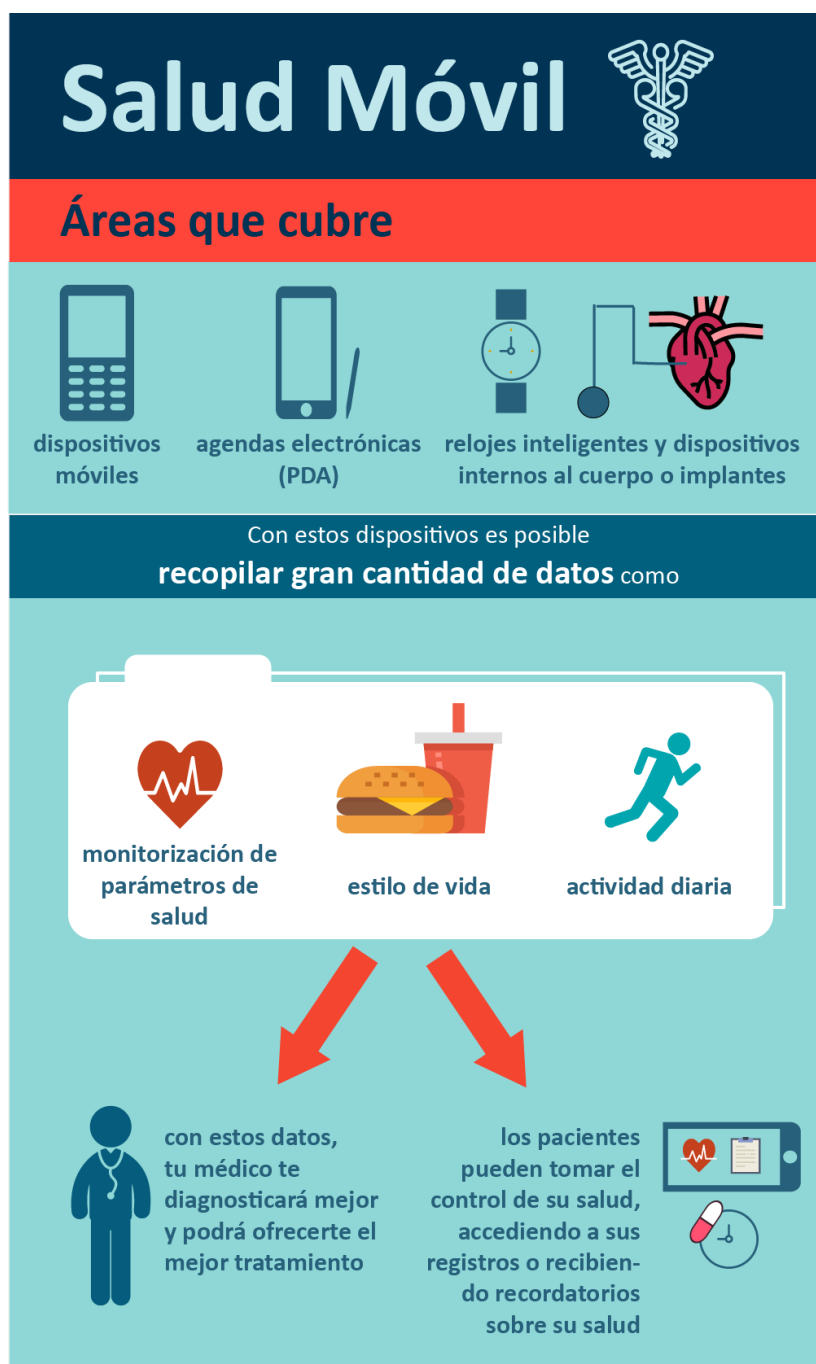 Salud Móvil
Áreas que cubre
dispositivos
móviles
agendas electrónicas
(PDA)
relojes inteligentes y dispositivos
internos al cuerpo o implantes
Con estos dispositivos es posible
recopilar gran cantidad de datos como
monitorización de
parámetros de
salud
estilo de vida
actividad diaria
con estos datos,
tu médico te
diagnosticará mejor
y podrá ofrecerte el
mejor tratamiento
los pacientes
pueden tomar el
control de su salud,
accediendo a sus
registros o recibien-
do recordatorios
sobre su salud